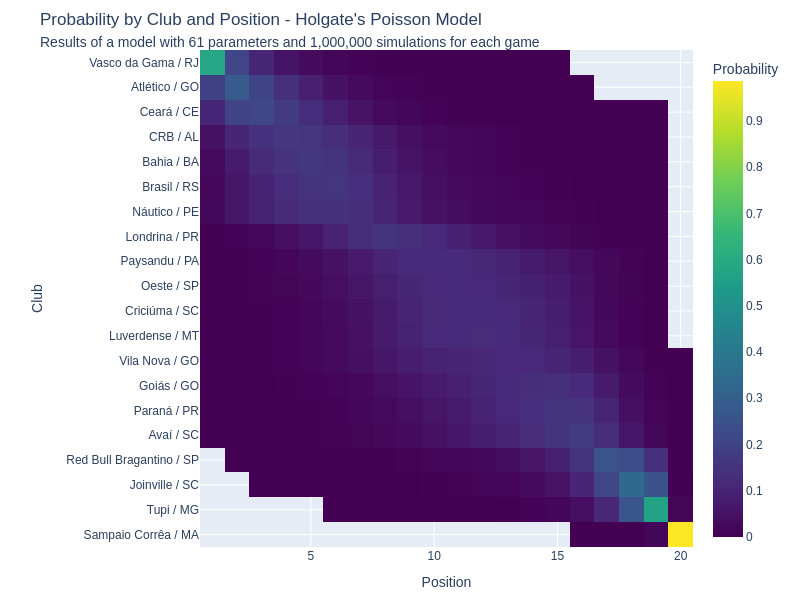 Probability by Club and Position - Holgate's Poisson Model
Results of a model with 61 parameters and 1,000,000 simulations for each game
Probability
Vasco da Gama / RJ
Atlético / GO
Ceará / CE
CRB / AL
Bahia / BA
Brasil / RS
Náutico / PE
Londrina / PR
Paysandu / PA
Oeste / SP
Criciúma / SC
Luverdense / MT
Vila Nova / GO
Goiás / GO
Paraná / PR
Avaí / SC
Red Bull Bragantino / SP
Joinville / SC
Tupi / MG
Sampaio Corrêa / MA
Club
5
10
15
20
Position
0.9
0.8
0.7
0.6
0.5
0.4
0.3
0.2
0.1
0